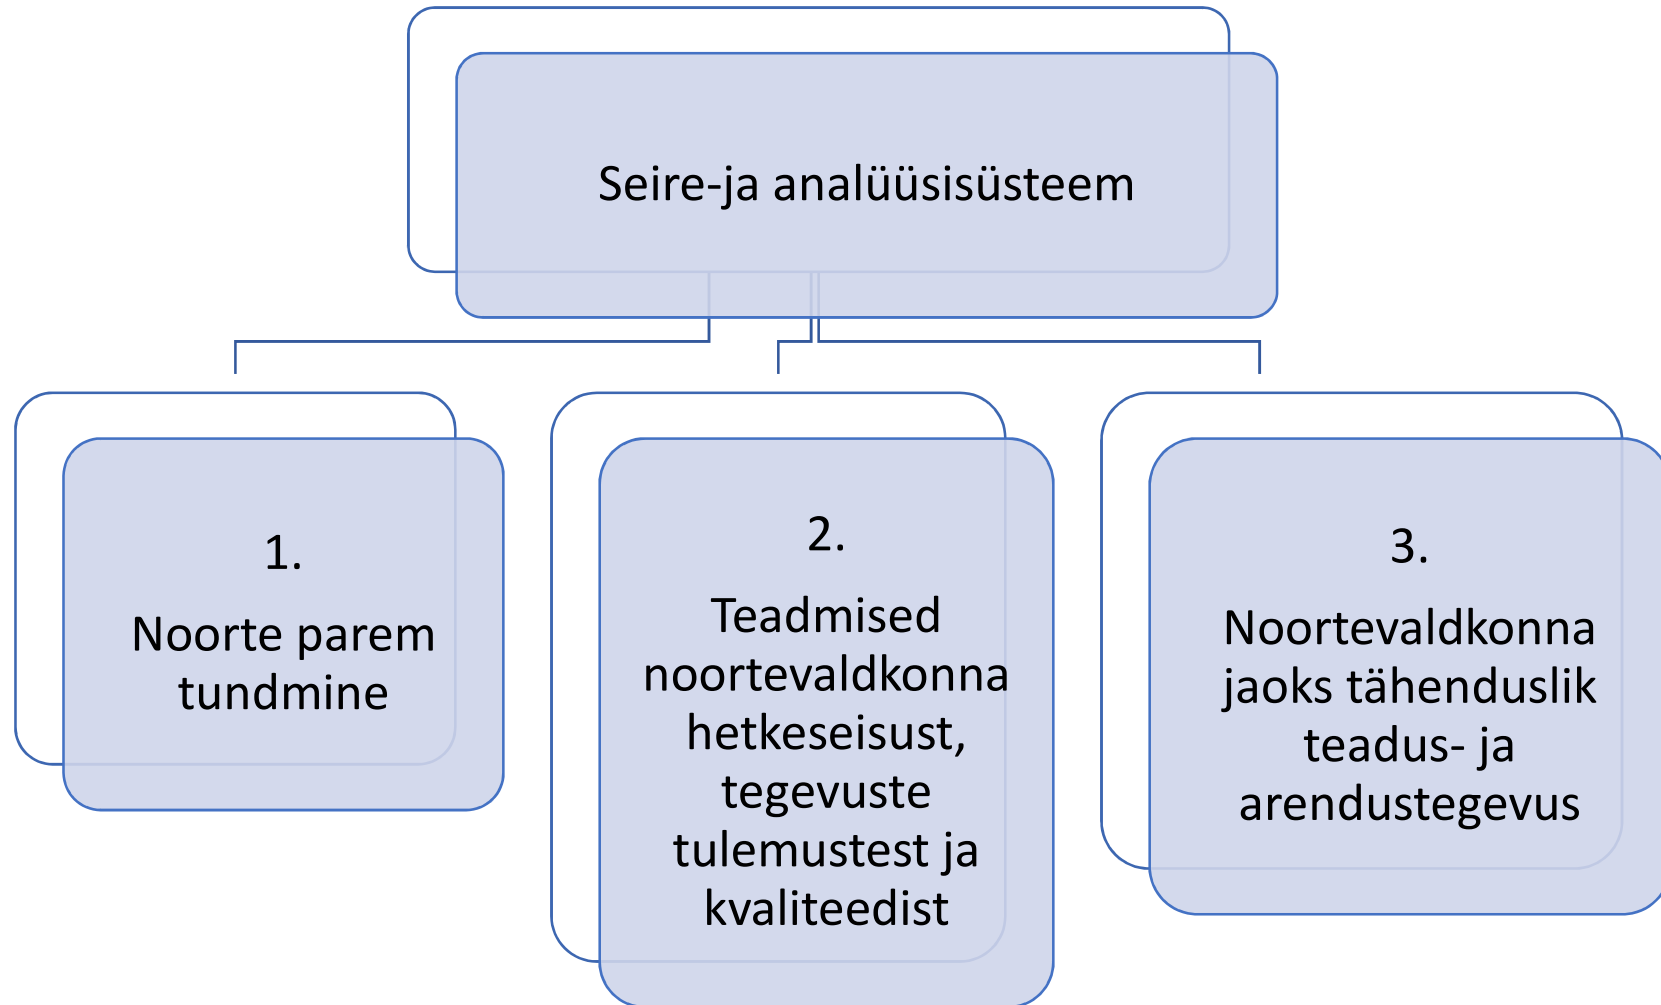 Seire-ja analüüsisüsteem
1.
Noorte parem
tundmine
2.
Teadmised
noortevaldkonna
hetkeseisust,
tegevuste
tulemustest ja
kvaliteedist
3.
Noortevaldkonna
jaoks tähenduslik
teadus- ja
arendustegevus